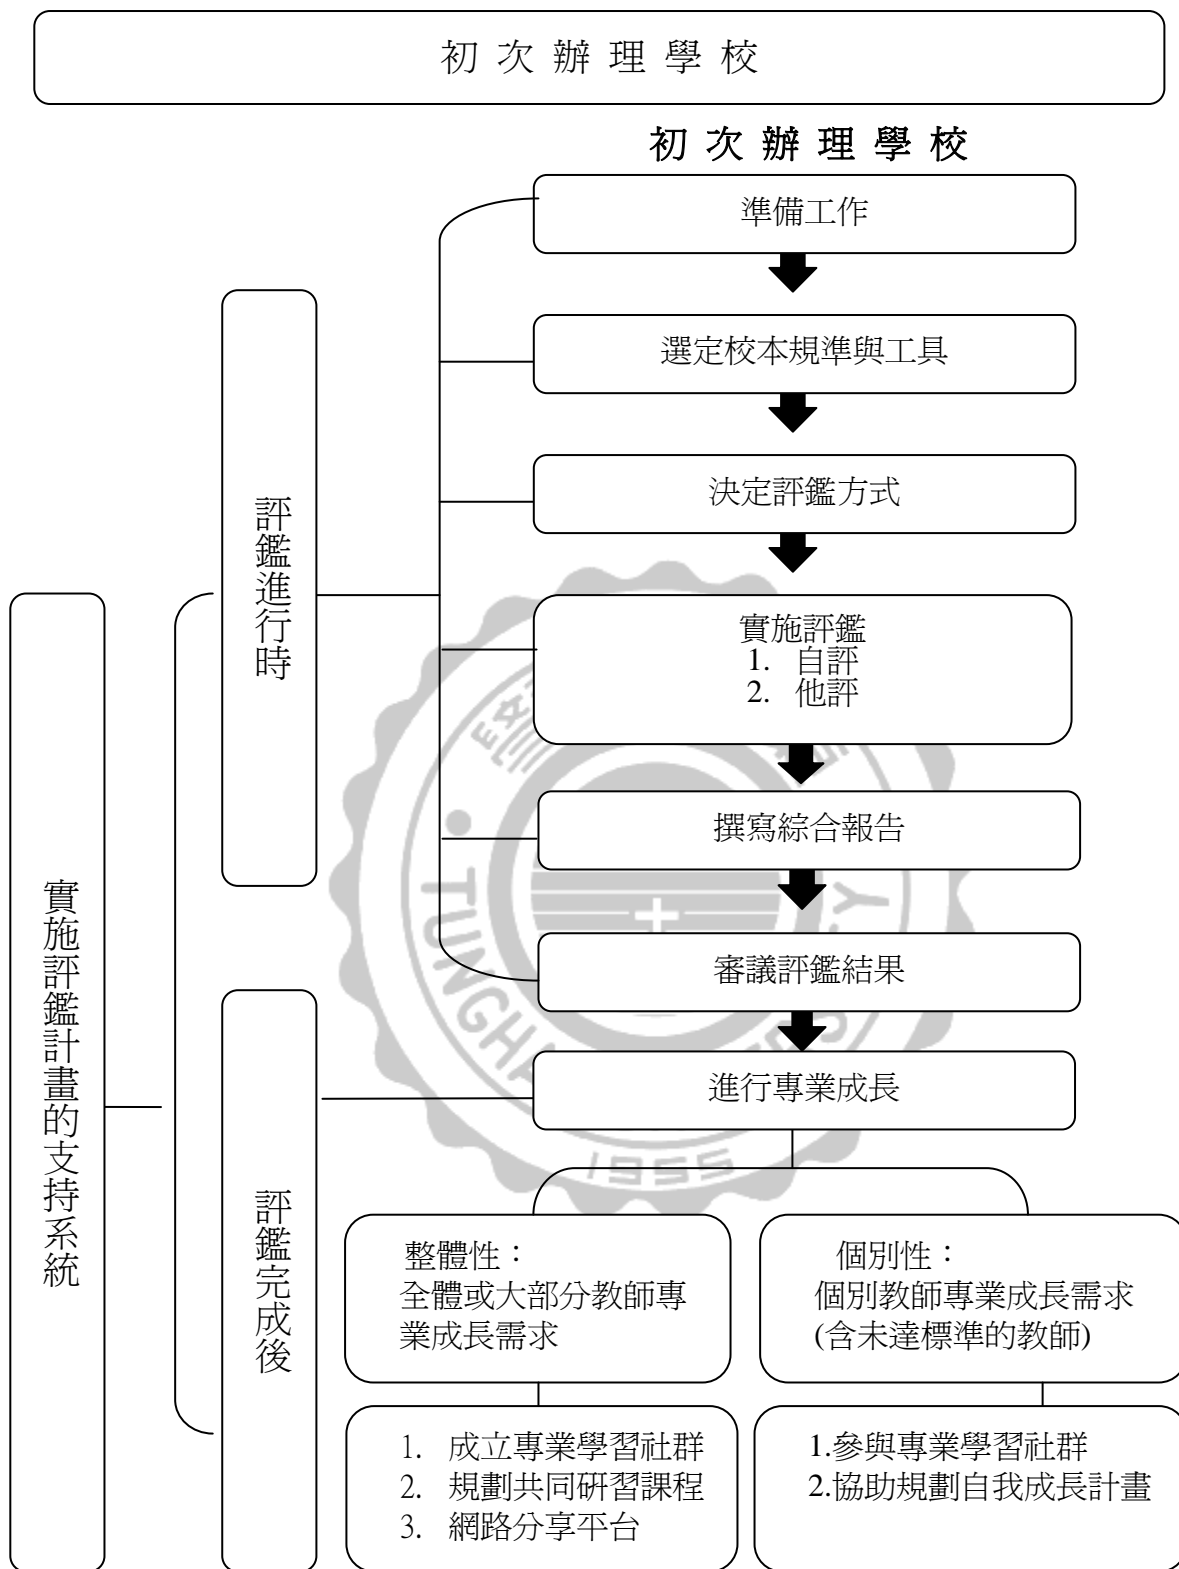 初次辦理學校
初次辦理學校
準備工作
選定校本規準與工具
決定評鑑方式
實施評鑑
1. 自評
2. 他評
撰寫綜合報告
審議評鑑結果
進行專業成長
評鑑進行時
評鑑完成後
實施評鑑計畫的支持系統
整體性：
全體或大部分教師專
業成長需求
個別性：
個別教師專業成長需求
(含未達標準的教師)
1. 成立專業學習社群
2. 規劃共同研習課程
3. 網路分享平台
1.參與專業學習社群
2.協助規劃自我成長計畫
1955